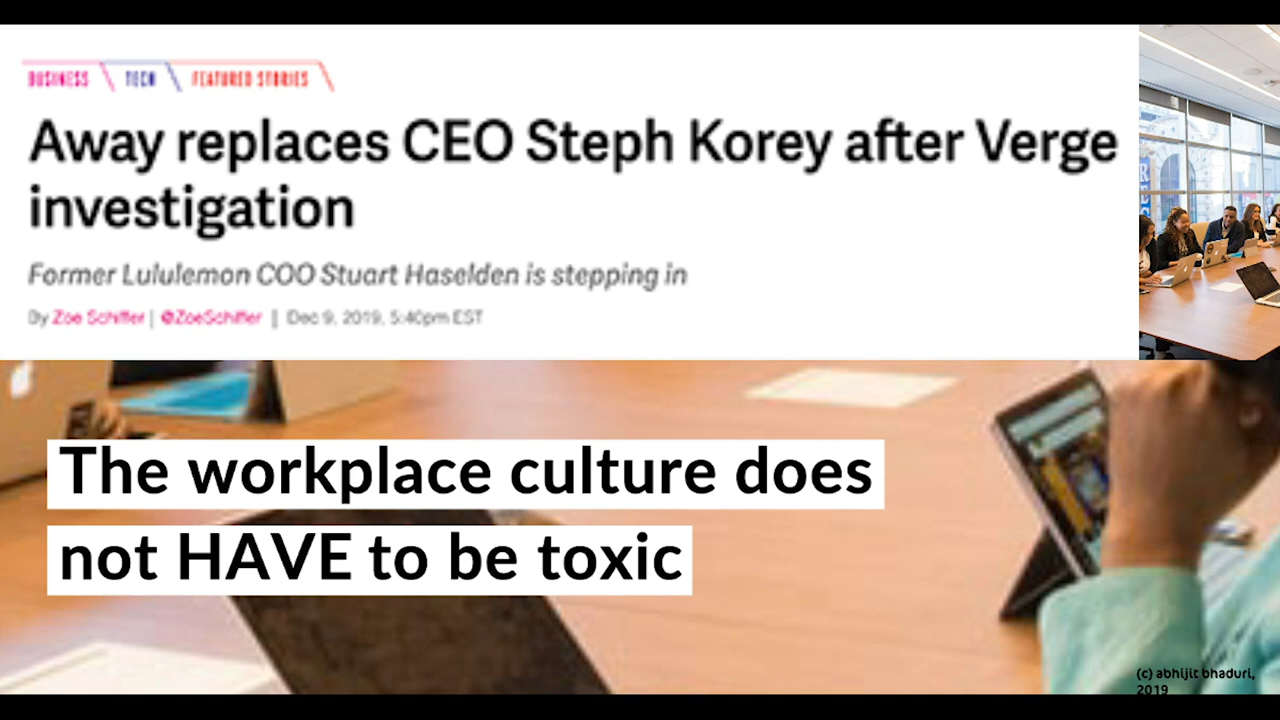 BUSINESS TECH FEATURED STORIES
Away replaces CEO Steph Korey after Verge
investigation
Former Lululemon COO Stuart Haselden is stepping in
By Zoe Schiffer | @ZoeSchiffer | Dec 9, 2019, 5:40pm EST
The workplace culture does
not HAVE to be toxic
(c) abhijit bhaduri,
2019